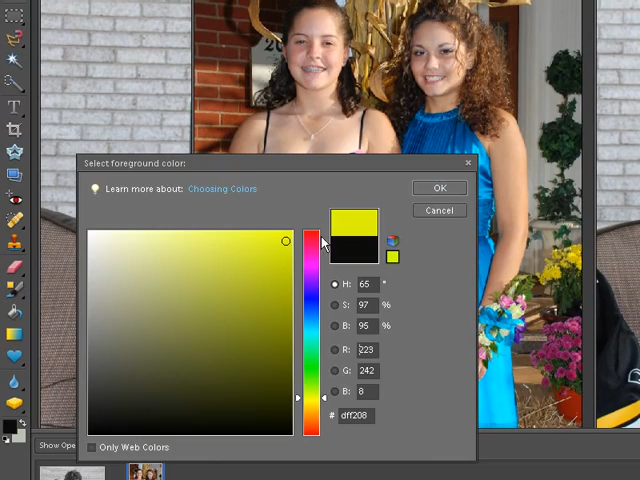 20
T
Select foreground color:
Learn more about: Choosing Colors
OK
Cancel
H: 65 °
S: 97 %
B: 95 %
R: 223
G: 242
B: 8
# dff208
Only Web Colors
Show Ope